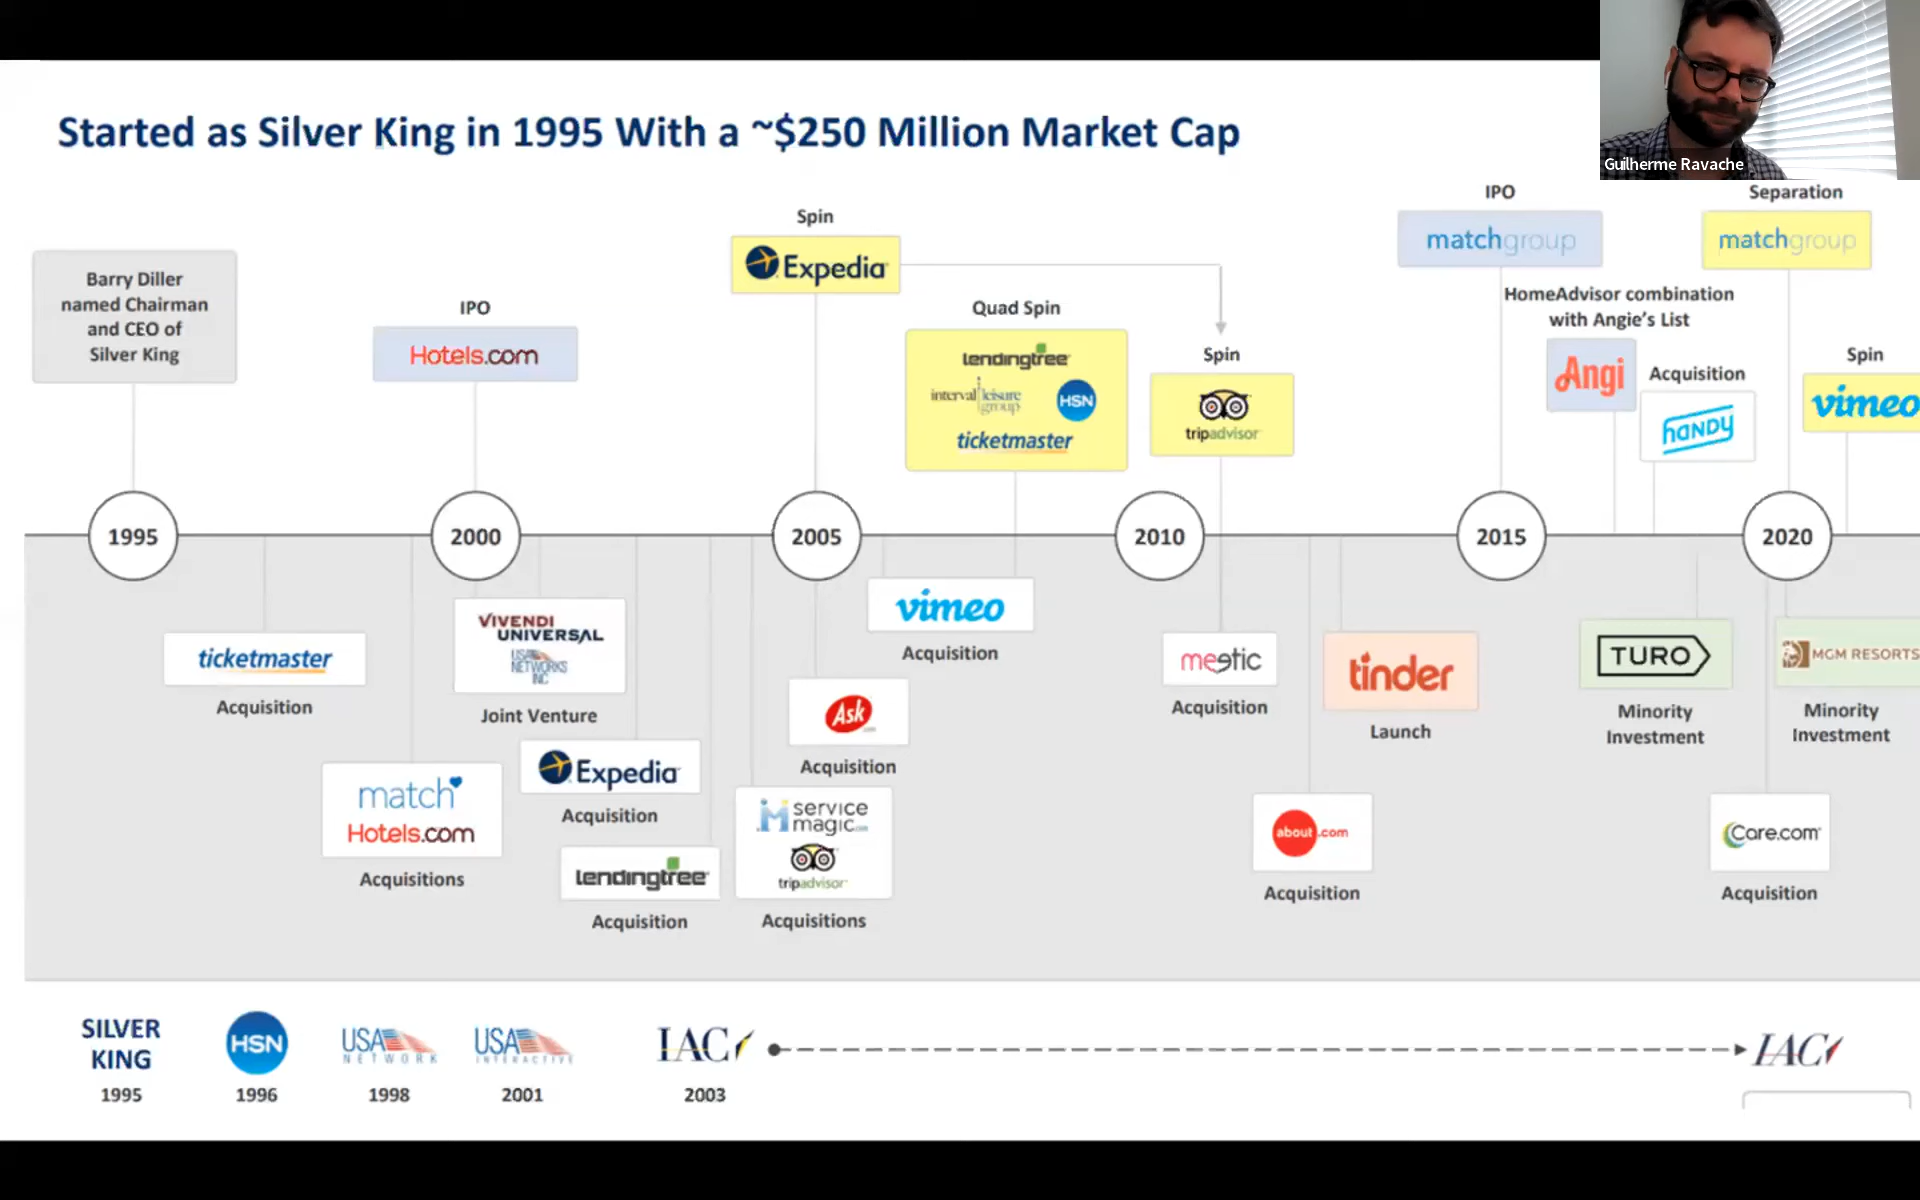 Started as Silver King in 1995 With a ~$250 Million Market Cap
Guilherme Ravache
Barry Diller
named Chairman
and CEO of
Silver King
IPO
Hotels.com
Spin
Expedia
Quad Spin
lendingtree
interval leisure
group
HSN
ticketmaster
Spin
tripadvisor
IPO
matchgroup
HomeAdvisor combination
with Angie's List
Angi
Acquisition
HANDY
Separation
matchgroup
Spin
vimeo
1995
2000
2005
2010
2015
2020
ticketmaster
Acquisition
match
Hotels.com
Acquisitions
VIVENDI
UNIVERSAL
USA
NETWORKS
INC
Joint Venture
Expedia
Acquisition
lendingtree
Acquisition
service
magic.com
tripadvisor
Acquisitions
Ask
.com
Acquisition
vimeo
Acquisition
meetic
Acquisition
about.com
Acquisition
tinder
Launch
TURO
Minority
Investment
MGM RESORTS
Minority
Investment
Care.com
Acquisition
SILVER
KING
1995
HSN
1996
USA
NETWORK
1998
USA
INTERACTIVE
2001
IAC
2003
IAC